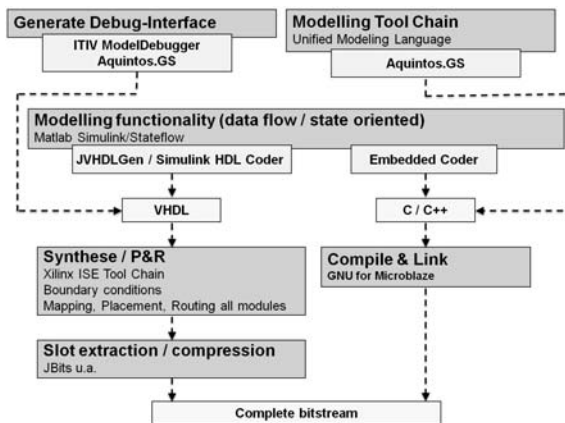 Generate Debug-Interface
ITIV ModelDebugger
Aquintos.GS
Modelling Tool Chain
Unified Modeling Language
Aquintos.GS
Modelling functionality (data flow / state oriented)
Matlab Simulink/Stateflow
JVHDLGen / Simulink HDL Coder
Embedded Coder
VHDL
C / C++
Synthese / P&R
Xilinx ISE Tool Chain
Boundary conditions
Mapping, Placement, Routing all modules
Compile & Link
GNU for Microblaze
Slot extraction / compression
JBits u.a.
Complete bitstream